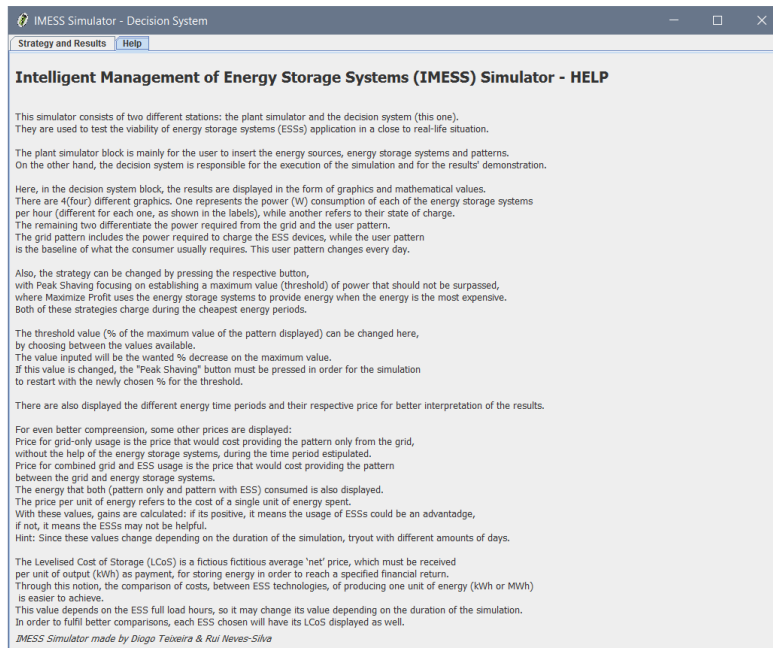 IMESS Simulator - Decision System
Strategy and Results Help
Intelligent Management of Energy Storage Systems (IMESS) Simulator - HELP
This simulator consists of two different stations: the plant simulator and the decision system (this one).
They are used to test the viability of energy storage systems (ESSs) application in a close to real-life situation.
The plant simulator block is mainly for the user to insert the energy sources, energy storage systems and patterns.
On the other hand, the decision system is responsible for the execution of the simulation and for the results' demonstration.
Here, in the decision system block, the results are displayed in the form of graphics and mathematical values.
There are 4(four) different graphics. One represents the power (W) consumption of each of the energy storage systems
per hour (different for each one, as shown in the labels), while another refers to their state of charge.
The remaining two differentiate the power required from the grid and the user pattern.
The grid pattern includes the power required to charge the ESS devices, while the user pattern
is the baseline of what the consumer usually requires. This user pattern changes every day.
Also, the strategy can be changed by pressing the respective button,
with Peak Shaving focusing on establishing a maximum value (threshold) of power that should not be surpassed,
where Maximize Profit uses the energy storage systems to provide energy when the energy is the most expensive.
Both of these strategies charge during the cheapest energy periods.
The threshold value (% of the maximum value of the pattern displayed) can be changed here,
by choosing between the values available.
The value inputed will be the wanted % decrease on the maximum value.
If this value is changed, the "Peak Shaving" button must be pressed in order for the simulation
to restart with the newly chosen % for the threshold.
There are also displayed the different energy time periods and their respective price for better interpretation of the results.
For even better compreension, some other prices are displayed:
Price for grid-only usage is the price that would cost providing the pattern only from the grid,
without the help of the energy storage systems, during the time period estipulated.
Price for combined grid and ESS usage is the price that would cost providing the pattern
between the grid and energy storage systems.
The energy that both (pattern only and pattern with ESS) consumed is also displayed.
The price per unit of energy refers to the cost of a single unit of energy spent.
With these values, gains are calculated: if its positive, it means the usage of ESSs could be an advantadge,
if not, it means the ESSs may not be helpful.
Hint: Since these values change depending on the duration of the simulation, tryout with different amounts of days.
The Levelised Cost of Storage (LCoS) is a fictious fictitious average 'net' price, which must be received
per unit of output (kWh) as payment, for storing energy in order to reach a specified financial return.
Through this notion, the comparison of costs, between ESS technologies, of producing one unit of energy (kWh or MWh)
is easier to achieve.
This value depends on the ESS full load hours, so it may change its value depending on the duration of the simulation.
In order to fulfil better comparisons, each ESS chosen will have its LCoS displayed as well.
IMESS Simulator made by Diogo Teixeira & Rui Neves-Silva